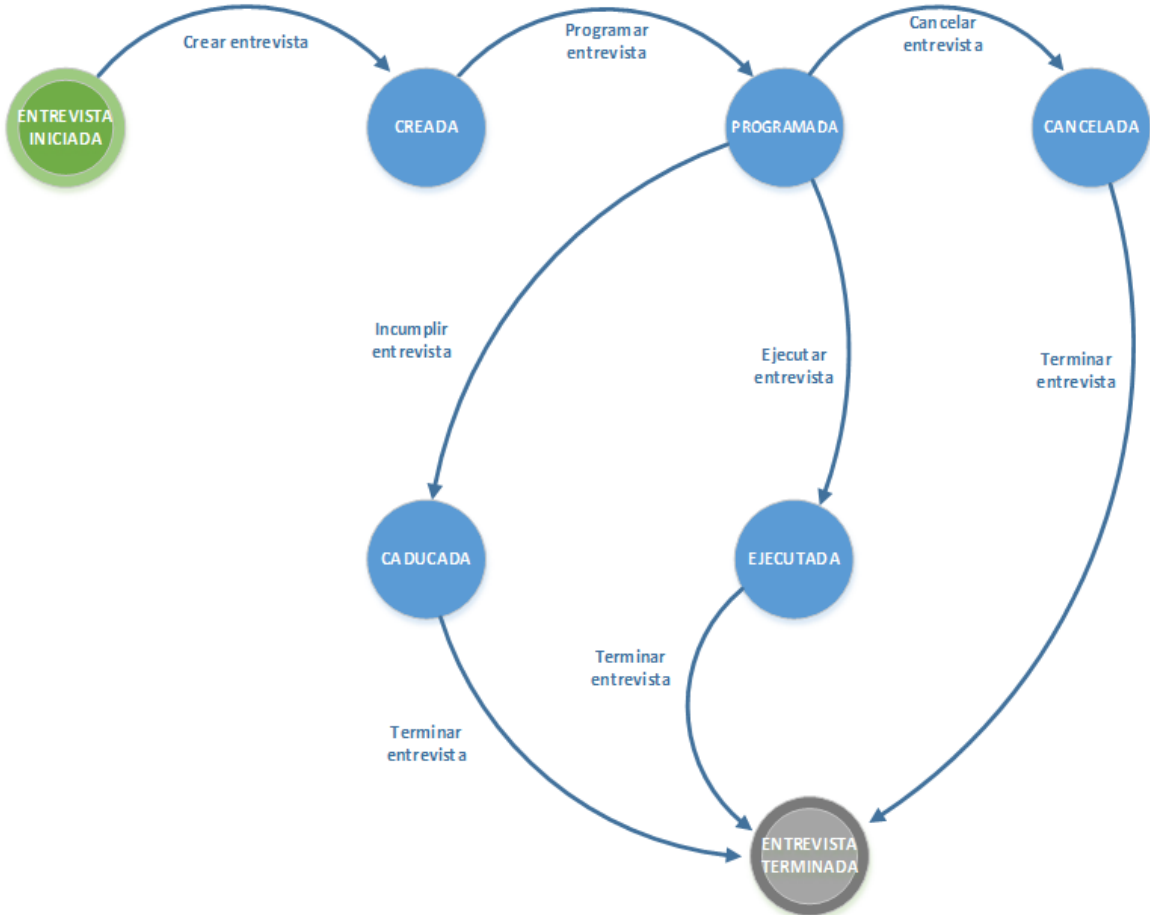 Crear entrevista
Programar
entrevista
Cancelar
entrevista
ENTREVISTA
INICIADA
CREADA
PROGRAMADA
CANCELADA
Incumplir
entrevista
Ejecutar
entrevista
Terminar
entrevista
CADUCADA
EJECUTADA
Terminar
entrevista
Terminar
entrevista
ENTREVISTA
TERMINADA